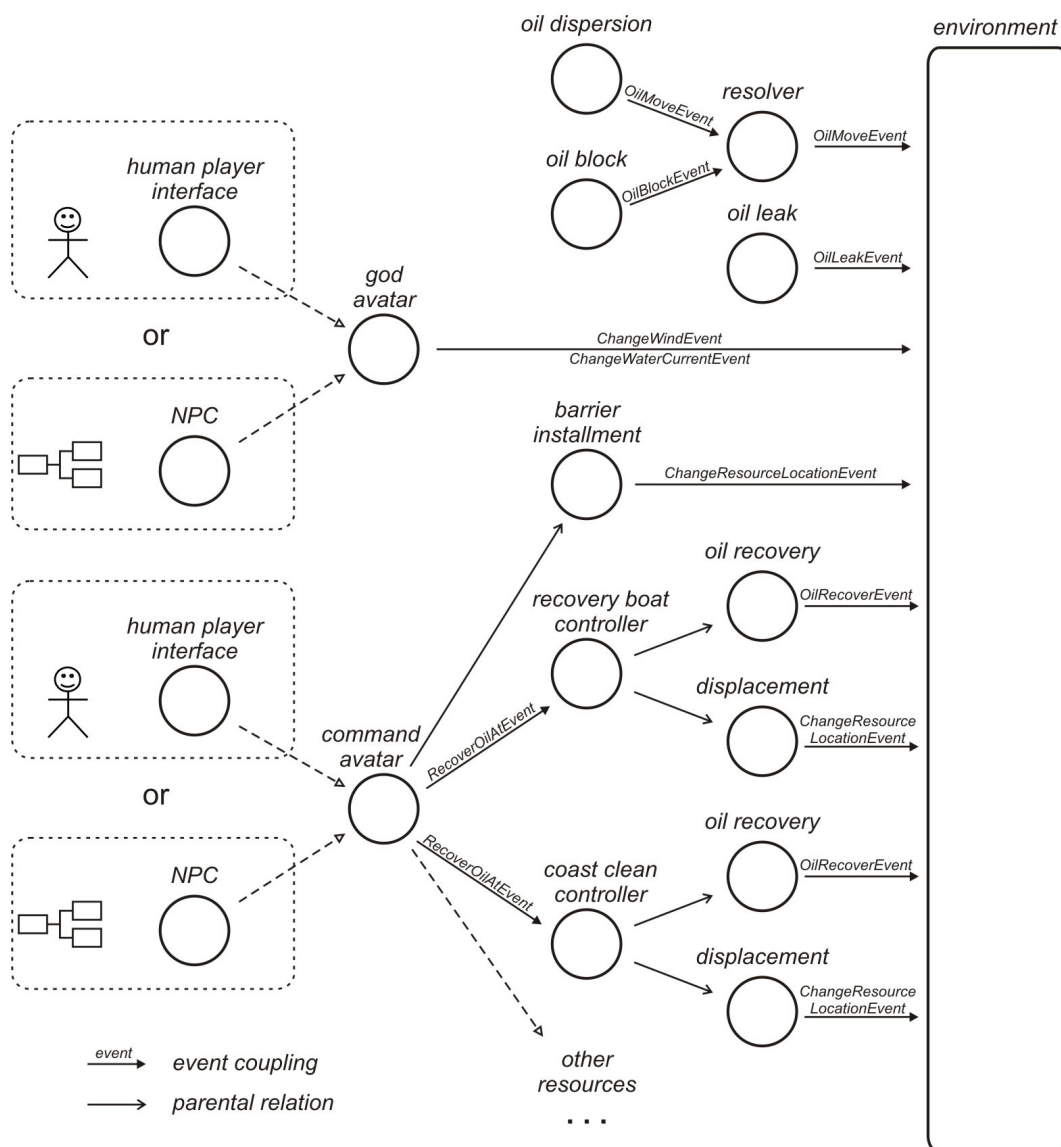 environment
oil dispersion
OilMoveEvent
resolver
OilMoveEvent
oil block
OilBlockEvent
oil leak
OilLeakEvent
human player
interface
or
god
avatar
ChangeWindEvent
ChangeWaterCurrentEvent
NPC
barrier
installment
ChangeResourceLocationEvent
human player
interface
or
NPC
command
avatar
RecoverOilAtEvent
recovery boat
controller
oil recovery
OilRecoverEvent
displacement
ChangeResource
LocationEvent
RecoverOilAtEvent
coast clean
controller
oil recovery
OilRecoverEvent
displacement
ChangeResource
LocationEvent
other
resources
...
event
event coupling
parental relation